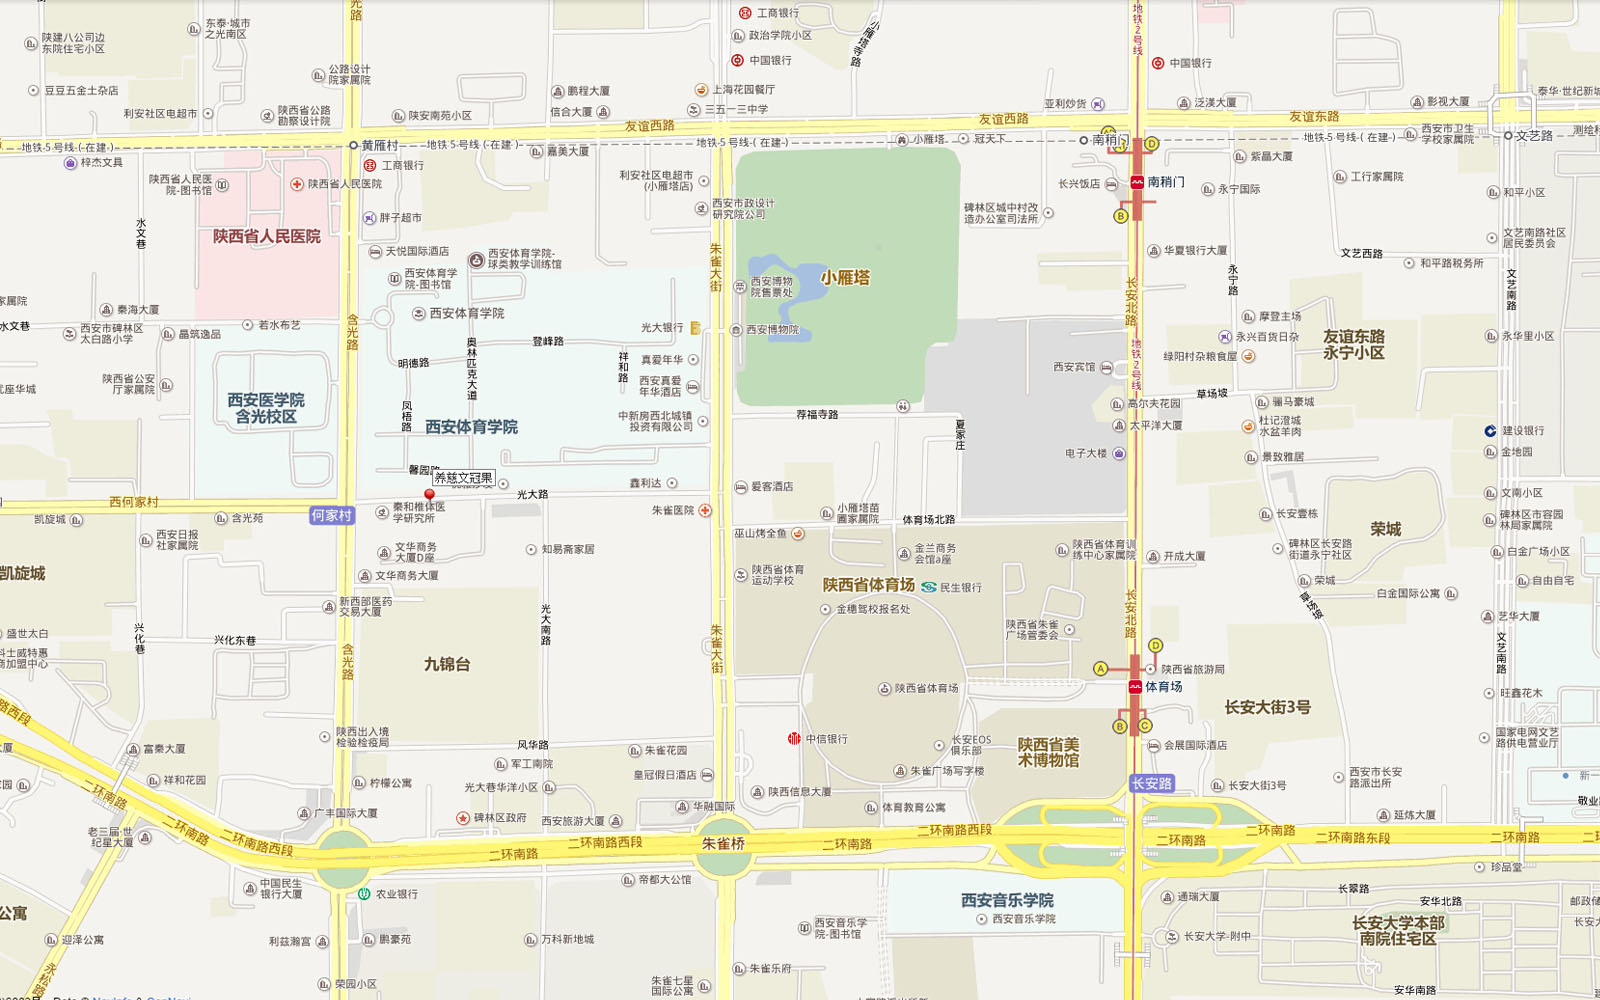 光路
陕建八公司边
东院住宅小区
东泰·城市
之光南区
工商银行
政治学院小区
中国银行
小雁塔寺路
地铁2号线
中国银行
公路设计
院家属院
豆豆五金土杂店
利安社区电超市
陕西省公路
勘察设计院
陕安南苑小区
鹏程大厦
信合大厦
上海花园餐厅
三五一三中学
亚利炒货
泛漢大厦
影视大厦
泰华·世纪新城
友谊西路
友谊西路
友谊东路
地铁5号线(在建)
黄雁村
地铁5号线(在建)
地铁5号线(在建)
小雁塔
冠天下
南稍门
D
地铁5号线(在建)
西安市卫生
学校家属院
文艺路
测绘科
梓杰文具
工商银行
嘉美大厦
紫晶大厦
陕西省人民医
院-图书馆
陕西省人民医院
利安社区电超市
(小雁塔店)
长兴饭店
南稍门
永宁国际
工行家属院
和平小区
陕西省人民医院
水文巷
胖子超市
西安市政设计
研究院公司
碑林区城中村改
造办公室司法所
B
天悦国际酒店
西安体育学院-
球类教学训练馆
朱雀大街
华夏银行大厦
文艺西路
文艺南路社区
居民委员会
和平路税务所
西安体育学
院-图书馆
西安博物
院售票处
小雁塔
长安北路
永宁路
文艺南路
家属院
秦海大厦
水文巷
西安市碑林区
太白路小学
晶筑逸品
若水布艺
含光路
西安体育学院
光大银行
西安博物院
摩登主场
永兴百货日杂
友谊东路
永宁小区
永华里小区
登峰路
奥林匹克大道
明德路
祥和路
真爱年华
西安真爱
年华酒店
地铁2号线
绿阳村杂粮食屋
西安宾馆
陕西省公安
厅家属院
优座华城
西安医学院
含光校区
凤梧路
西安体育学院
中新房西北城镇
投资有限公司
荐福寺路
夏家庄
草场坡
高尔夫花园
太平洋大厦
骊马豪城
杜记澄城
水盆羊肉
建设银行
金地园
馨园路
养慈文冠果
电子大楼
景致雅居
西何家村
何家村
光大路
鑫利达
爱客酒店
文南小区
凯旋城
含光苑
秦和椎体医
学研究所
朱雀医院
小雁塔苗
圃家属院
体育场北路
长安壹栋
荣城
碑林区市容园
林局家属院
西安日报
社家属院
文华商务
大厦D座
知易斋家居
巫山烤全鱼
金兰商务
会馆a座
陕西省体育训
练中心家属院
开成大厦
碑林区长安路
街道永宁社区
白金广场小区
凯旋城
文华商务大厦
陕西省体育
运动学校
陕西省体育场
民生银行
荣城
自由自宅
新西部医药
交易大厦
金穗驾校报名处
长安北路
草场坡
白金国际公寓
艺华大厦
盛世太白
兴化巷
兴化东巷
光大南路
朱雀大街
陕西省朱雀
广场管委会
科士威特惠
商加盟中心
含光路
九锦台
A
D
陕西省旅游局
文艺南路
陕西省体育场
体育场
旺鑫花木
路西段
B
C
长安大街3号
陕西出入境
检验检疫局
富秦大厦
风华路
朱雀花园
中信银行
长安EOS
俱乐部
陕西省美
术博物馆
会展国际酒店
国家电网文艺
路供电营业厅
军工南院
皇冠假日酒店
朱雀广场写字楼
长安路
西安市长安
路派出所
祥和花园
柠檬公寓
光大巷华洋小区
陕西信息大厦
长安大街3号
二环南路
广丰国际大厦
碑林区政府
西安旅游大厦
华融国际
体育教育公寓
延炼大厦
敬业
老三届·世
纪星大厦
二环南路
二环南路西段
二环南路
二环南路西段
朱雀桥
二环南路
二环南路西段
二环南路
二环南路
二环南路东段
二环南路
中国民生
银行大厦
农业银行
帝都大公馆
珍品堂
西安音乐学院
西安音乐学院
通瑞大厦
长翠路
安华北路
公寓
迎泽公寓
利兹瀚宫
鹏豪苑
万科新地城
西安音乐学
院-图书馆
长安大学-附中
长安大学本部
南院住宅区
永松路
荣园小区
朱雀七星
国际公寓
朱雀乐府
安华南路